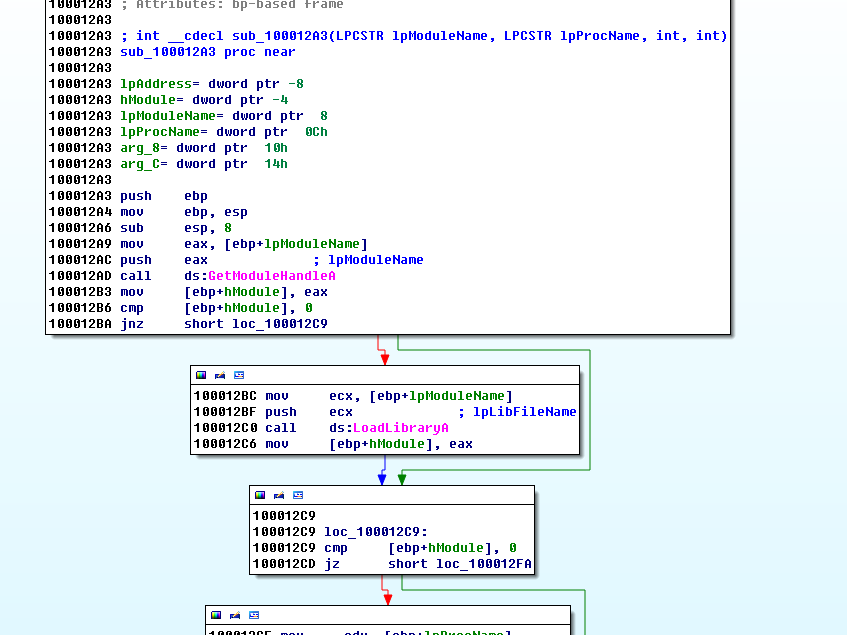 100012A3 ; Attributes: bp-based frame
100012A3
100012A3 ; int __cdecl sub_100012A3(LPCSTR lpModuleName, LPCSTR lpProcName, int, int)
100012A3 sub_100012A3 proc near
100012A3
100012A3 lpAddress= dword ptr -8
100012A3 hModule= dword ptr -4
100012A3 lpModuleName= dword ptr  8
100012A3 lpProcName= dword ptr  0Ch
100012A3 arg_8= dword ptr  10h
100012A3 arg_C= dword ptr  14h
100012A3
100012A3 push    ebp
100012A4 mov     ebp, esp
100012A6 sub     esp, 8
100012A9 mov     eax, [ebp+lpModuleName]
100012AC push    eax             ; lpModuleName
100012AD call    ds:GetModuleHandleA
100012B3 mov     [ebp+hModule], eax
100012B6 cmp     [ebp+hModule], 0
100012BA jnz     short loc_100012C9
100012BC mov     ecx, [ebp+lpModuleName]
100012BF push    ecx             ; lpLibFileName
100012C0 call    ds:LoadLibraryA
100012C6 mov     [ebp+hModule], eax
100012C9
100012C9 loc_100012C9:
100012C9 cmp     [ebp+hModule], 0
100012CD jz      short loc_100012FA
100012CF mov     edx, [ebp+lpProcName]